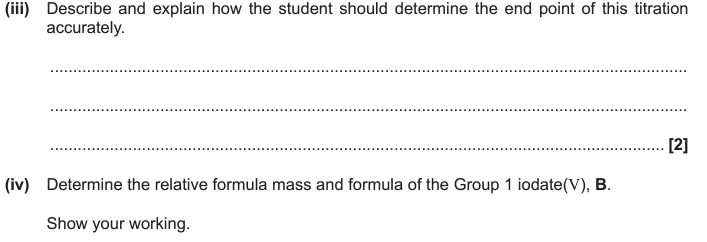 (iii) Describe and explain how the student should determine the end point of this titration
accurately.
..........................................................................................................................................
..........................................................................................................................................
..................................................................................................................................... [2]
(iv) Determine the relative formula mass and formula of the Group 1 iodate(V), B.
Show your working.